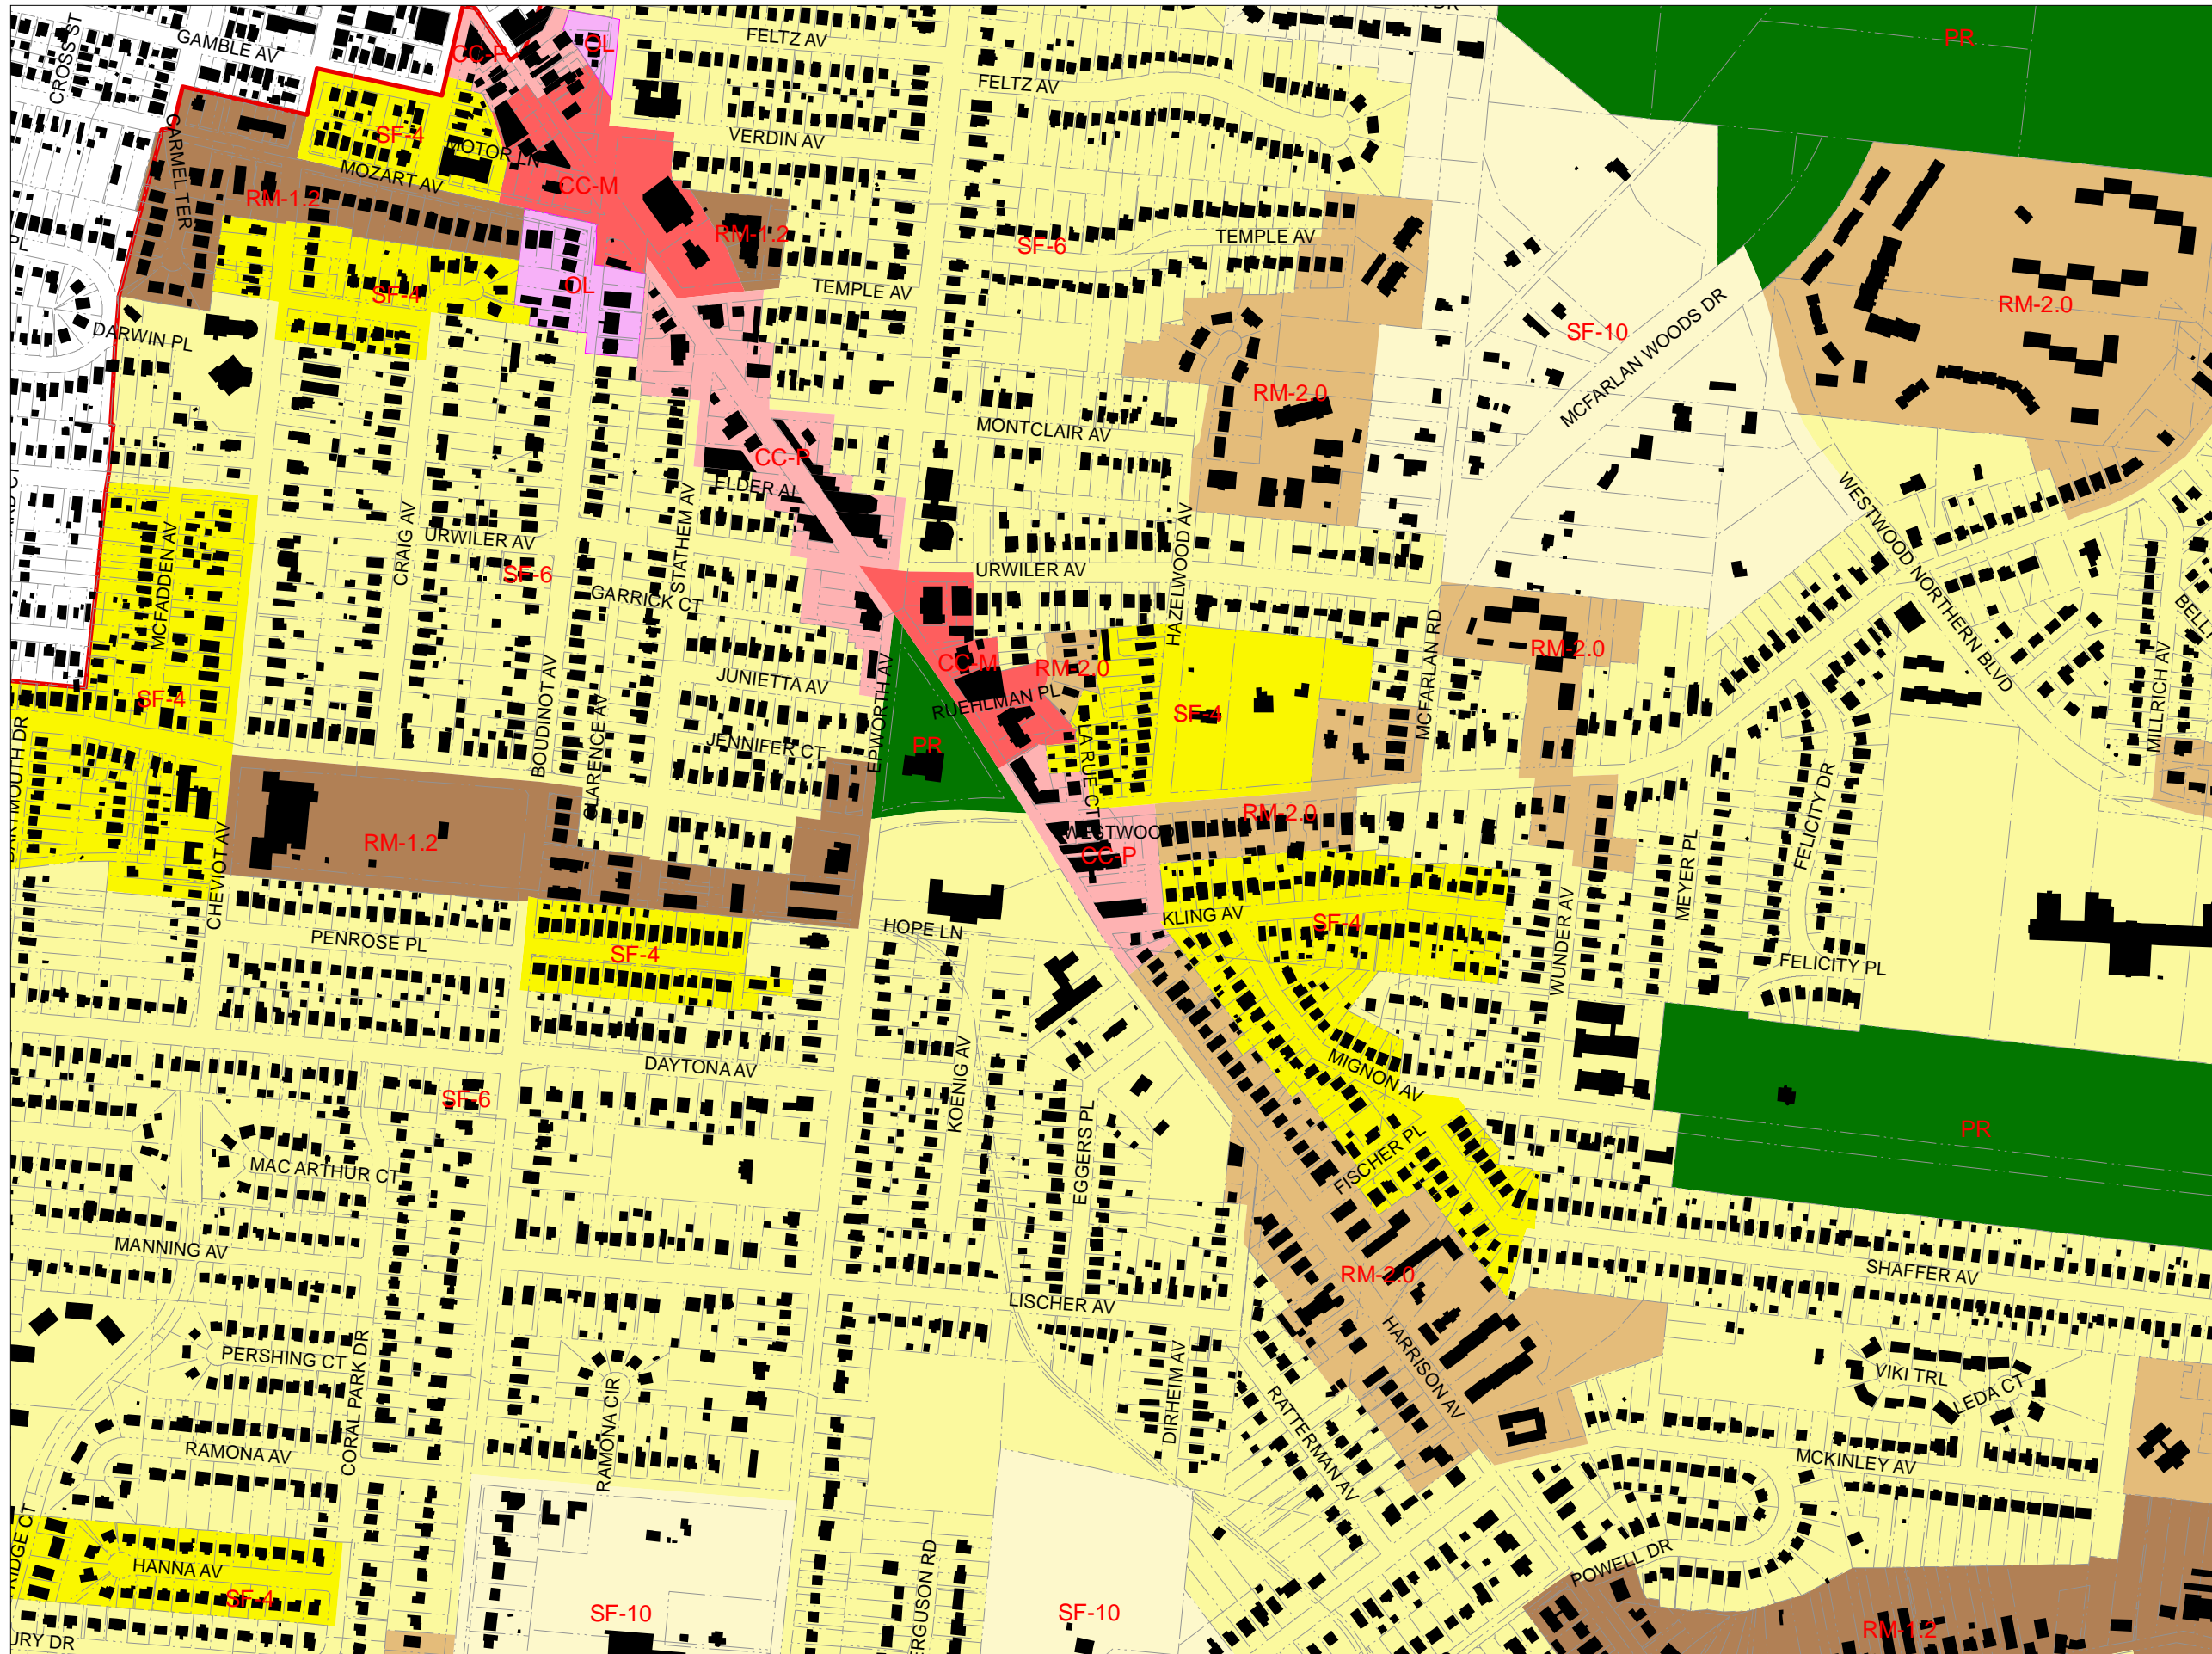 CROSS ST
GAMBLE AV
CC-P
OL
FELTZ AV
PR
FELTZ AV
CARMEL TER
SF-4
MOTOR LN
VERDIN AV
MOZART AV
CC-M
RM-1.2
RM-1.2
SF-6
TEMPLE AV
PL
SF-4
OL
TEMPLE AV
DARWIN PL
MCFARLAN WOODS DR
SF-10
RM-2.0
RM-2.0
MONTCLAIR AV
CC-P
ELDER AL
WESTWOOD NORTHERN BLVD
MCFADDEN AV
CRAIG AV
URWILER AV
STATHEM AV
HAZELWOOD AV
SF-6
GARRICK CT
URWILER AV
BELL
MCFARLAN RD
RM-2.0
CC-M
RM-2.0
SF-4
JUNIETTA AV
EPWORTH AV
RUEHLMAN PL
SF-4
MILLRICH AV
DARTMOUTH DR
BOUDINOT AV
CLARENCE AV
JENNIFER CT
PR
LA RUE CT
FELICITY DR
CHEVIOT AV
RM-1.2
WESTWOOD
CC-P
RM-2.0
MEYER PL
KLING AV
SF-4
WUNDER AV
HOPE LN
PENROSE PL
SF-4
FELICITY PL
DAYTONA AV
KOENIG AV
MIGNON AV
SF-6
PR
EGGERS PL
FISCHER PL
MAC ARTHUR CT
MANNING AV
RM-2.0
SHAFFER AV
LISCHER AV
HARRISON AV
PERSHING CT
CORAL PARK DR
RAMONA CIR
DIRHEIM AV
RATTERMAN AV
VIKI TRL
LEDA CT
RAMONA AV
MCKINLEY AV
RIDGE CT
HANNA AV
SF-4
SF-10
FERGUSON RD
SF-10
POWELL DR
RM-1.2
URY DR